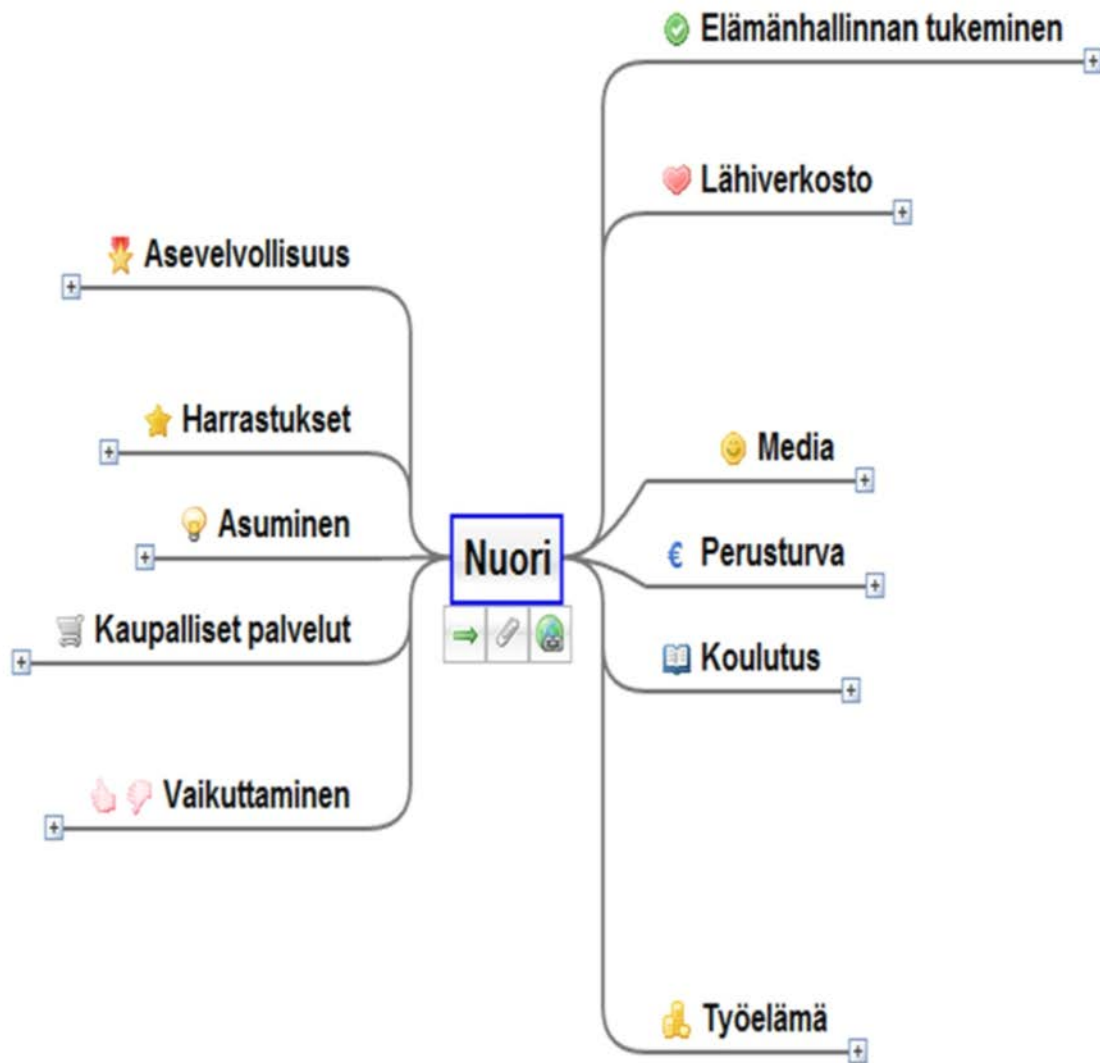 Elämänhallinnan tukeminen
Lähiverkosto
Asevelvollisuus
Harrastukset
Media
Asuminen
Nuori
€ Perusturva
Kaupalliset palvelut
Koulutus
Vaikuttaminen
Työelämä